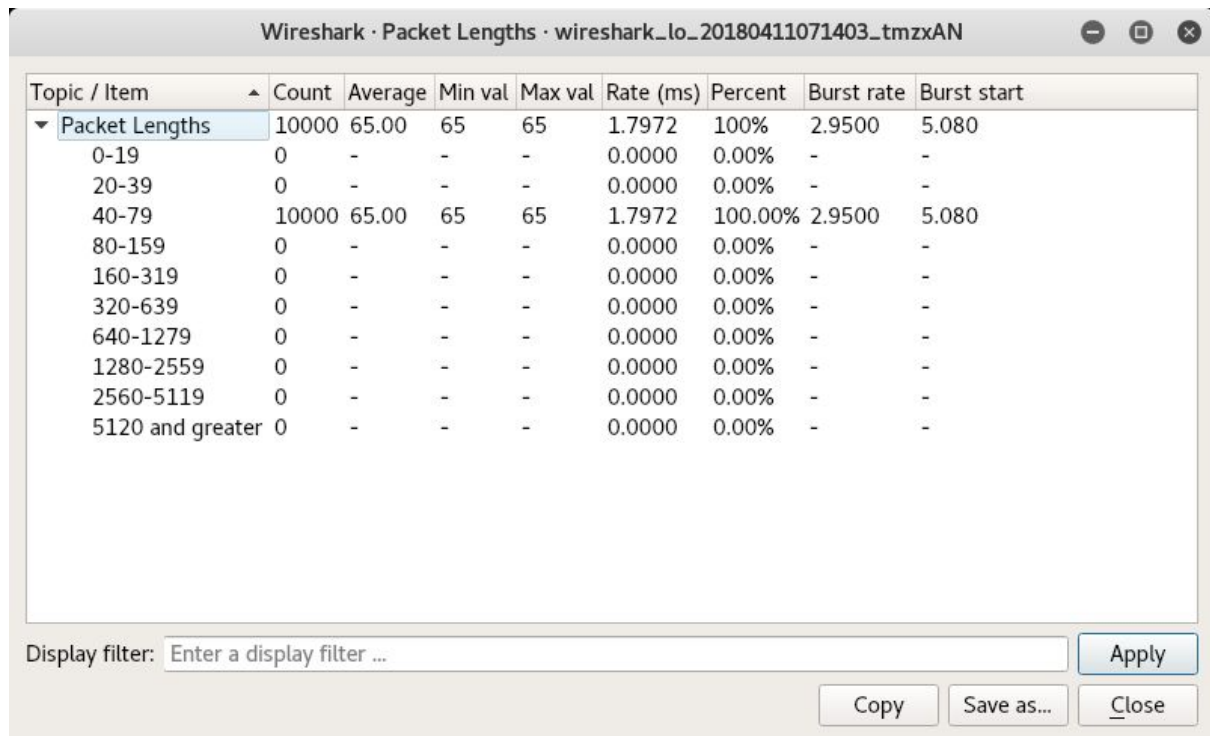 Wireshark · Packet Lengths · wireshark_lo_20180411071403_tmzxAN
Topic / Item Count Average Min val Max val Rate (ms) Percent Burst rate Burst start
Packet Lengths 10000 65.00 65 65 1.7972 100% 2.9500 5.080
0-19 0 - - - 0.0000 0.00% - -
20-39 0 - - - 0.0000 0.00% - -
40-79 10000 65.00 65 65 1.7972 100.00% 2.9500 5.080
80-159 0 - - - 0.0000 0.00% - -
160-319 0 - - - 0.0000 0.00% - -
320-639 0 - - - 0.0000 0.00% - -
640-1279 0 - - - 0.0000 0.00% - -
1280-2559 0 - - - 0.0000 0.00% - -
2560-5119 0 - - - 0.0000 0.00% - -
5120 and greater 0 - - - 0.0000 0.00% - -
Display filter: Enter a display filter ... Apply
Copy Save as... Close